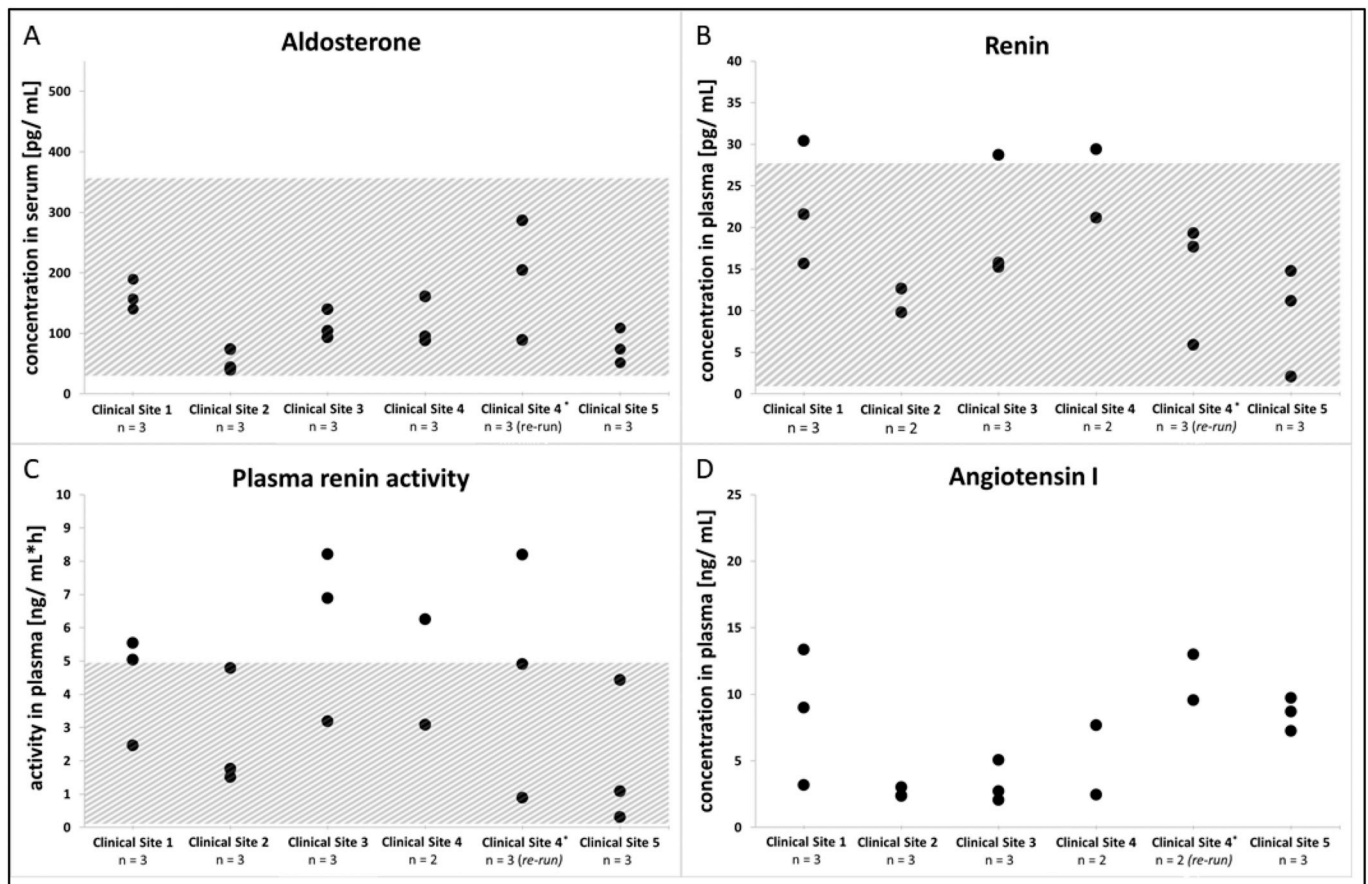 A
Aldosterone
concentration in serum [pg/ mL]
500
400
300
200
100
0
Clinical Site 1
n = 3
Clinical Site 2
n = 3
Clinical Site 3
n = 3
Clinical Site 4
n = 3
Clinical Site 4*
n = 3 (re-run)
Clinical Site 5
n = 3
B
Renin
concentration in plasma [pg/ mL]
40
35
30
25
20
15
10
5
0
Clinical Site 1
n = 3
Clinical Site 2
n = 2
Clinical Site 3
n = 3
Clinical Site 4
n = 2
Clinical Site 4*
n = 3 (re-run)
Clinical Site 5
n = 3
C
Plasma renin activity
activity in plasma [ng/ mL*h]
10
9
8
7
6
5
4
3
2
1
0
Clinical Site 1
n = 3
Clinical Site 2
n = 3
Clinical Site 3
n = 3
Clinical Site 4
n = 2
Clinical Site 4*
n = 3 (re-run)
Clinical Site 5
n = 3
D
Angiotensin I
concentration in plasma [ng/ mL]
25
20
15
10
5
0
Clinical Site 1
n = 3
Clinical Site 2
n = 3
Clinical Site 3
n = 3
Clinical Site 4
n = 2
Clinical Site 4*
n = 2 (re-run)
Clinical Site 5
n = 3